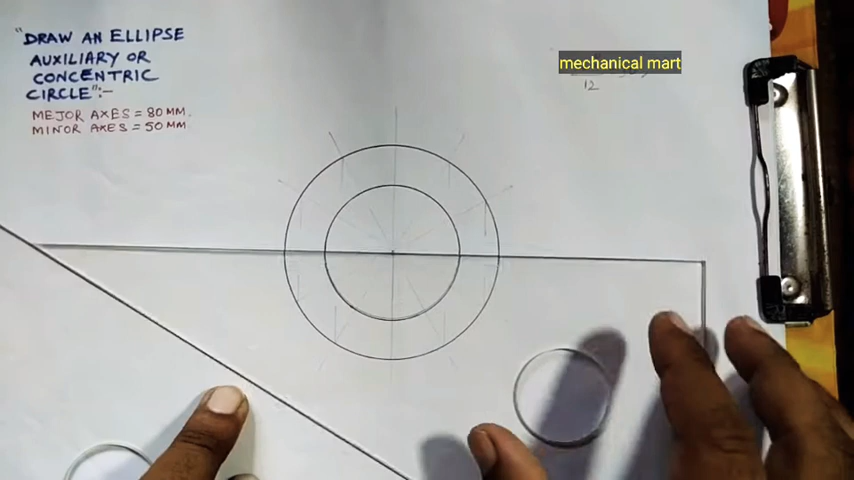 "DRAW AN ELLIPSE
AUXILIARY OR
CONCENTRIC
CIRCLE":-
MEJOR AXES = 80 MM.
MINOR AXES = 50 MM
mechanical mart
12